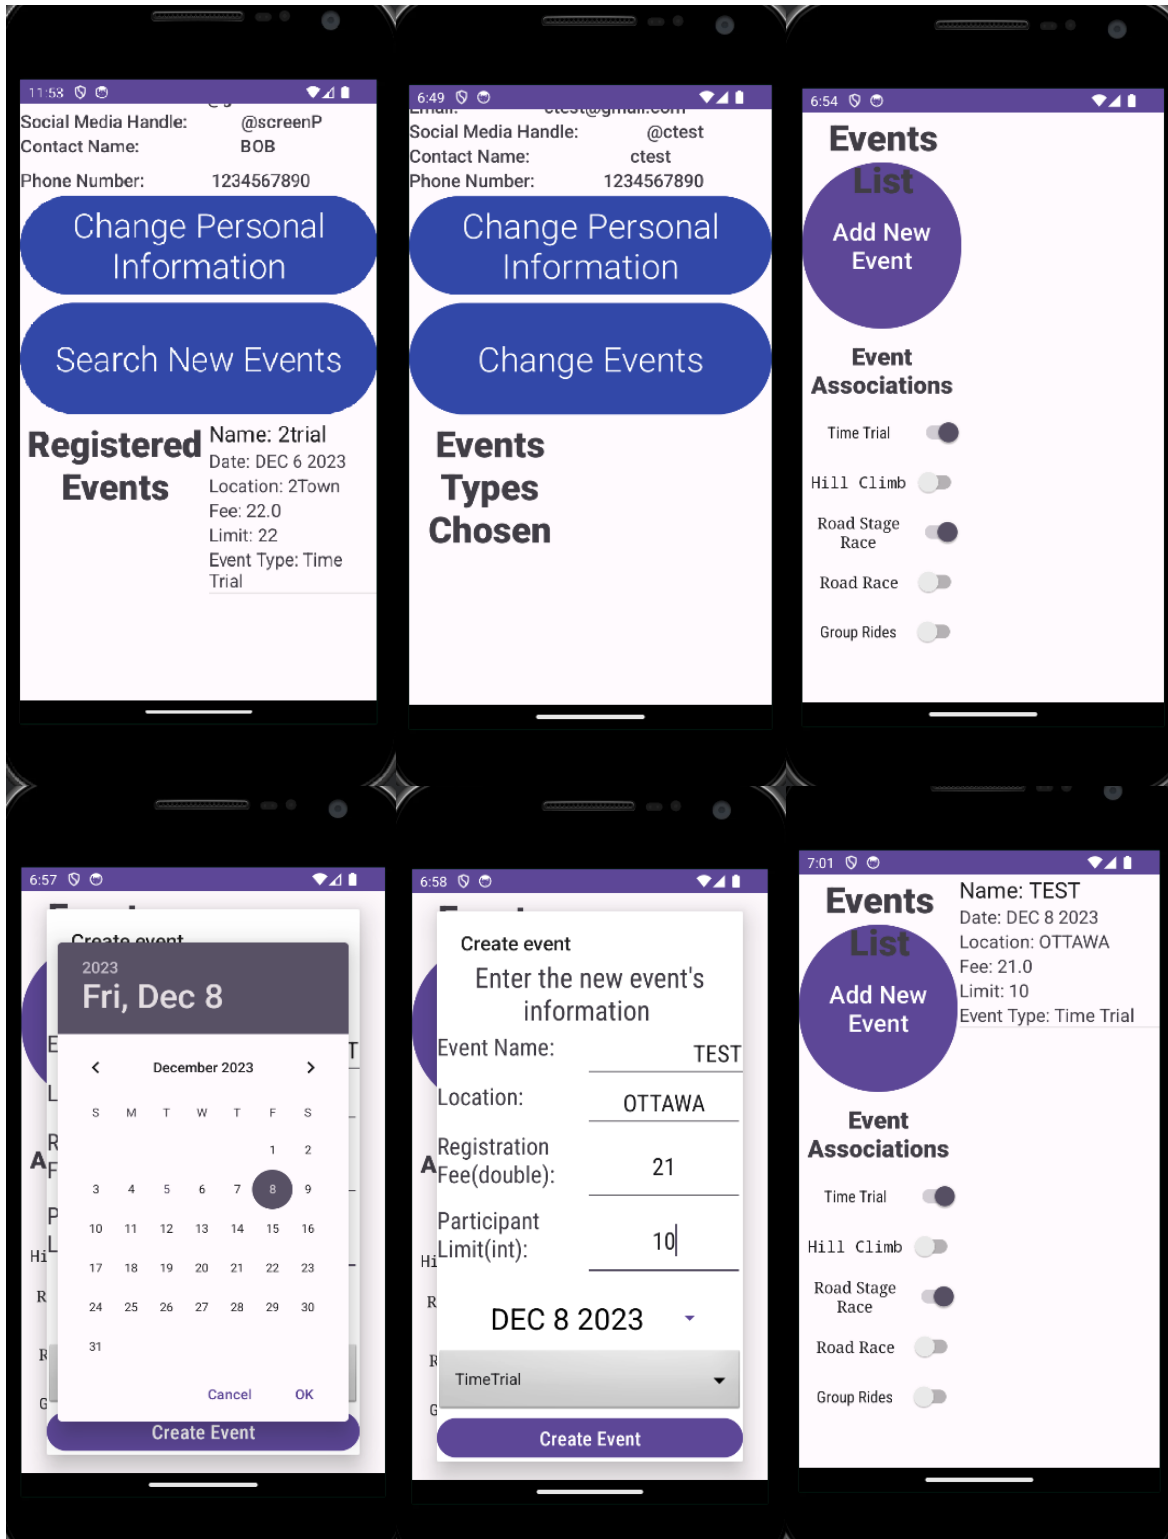 11:53
Social Media Handle: @screenP
Contact Name: BOB
Phone Number: 1234567890
Change Personal
Information
Search New Events
Registered
Events
Name: 2trial
Date: DEC 6 2023
Location: 2Town
Fee: 22.0
Limit: 22
Event Type: Time
Trial
6:49
Email: ctest@gmail.com
Social Media Handle: @ctest
Contact Name: ctest
Phone Number: 1234567890
Change Personal
Information
Change Events
Events
Types
Chosen
6:54
Events
List
Add New
Event
Event
Associations
Time Trial
Hill Climb
Road Stage
Race
Road Race
Group Rides
6:57
Create event
2023
Fri, Dec 8
December 2023
S M T W T F S
1 2
3 4 5 6 7 8 9
10 11 12 13 14 15 16
17 18 19 20 21 22 23
24 25 26 27 28 29 30
31
Cancel OK
Create Event
6:58
Create event
Enter the new event's
information
Event Name: TEST
Location: OTTAWA
Registration
Fee(double): 21
Participant
Limit(int): 10
DEC 8 2023
TimeTrial
Create Event
7:01
Events
List
Add New
Event
Name: TEST
Date: DEC 8 2023
Location: OTTAWA
Fee: 21.0
Limit: 10
Event Type: Time Trial
Event
Associations
Time Trial
Hill Climb
Road Stage
Race
Road Race
Group Rides